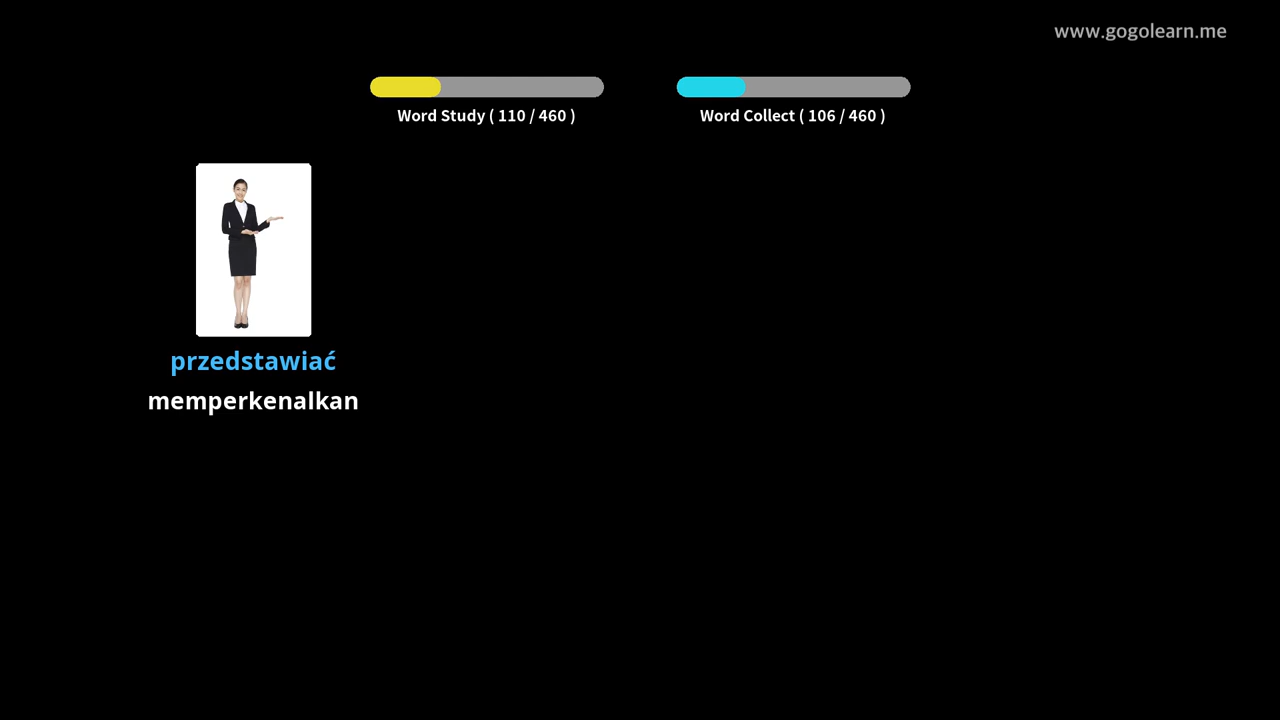 www.gogolearn.me
Word Study ( 110 / 460 )
Word Collect ( 106 / 460 )
przedstawiać
memperkenalkan